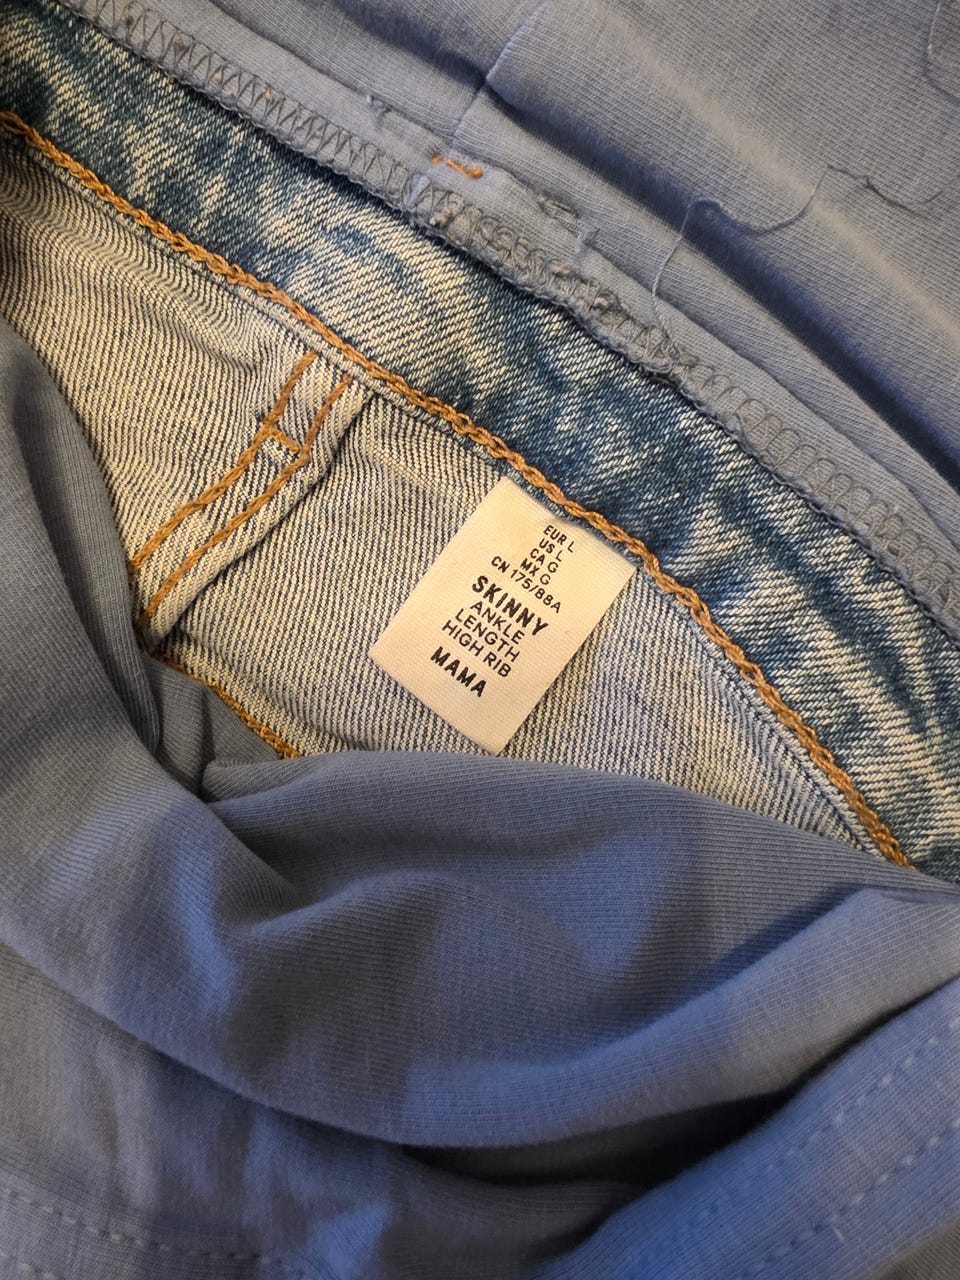 EUR L
US L
CA G
MX G
CN 175/88A
SKINNY
ANKLE
LENGTH
HIGH RIB
MAMA